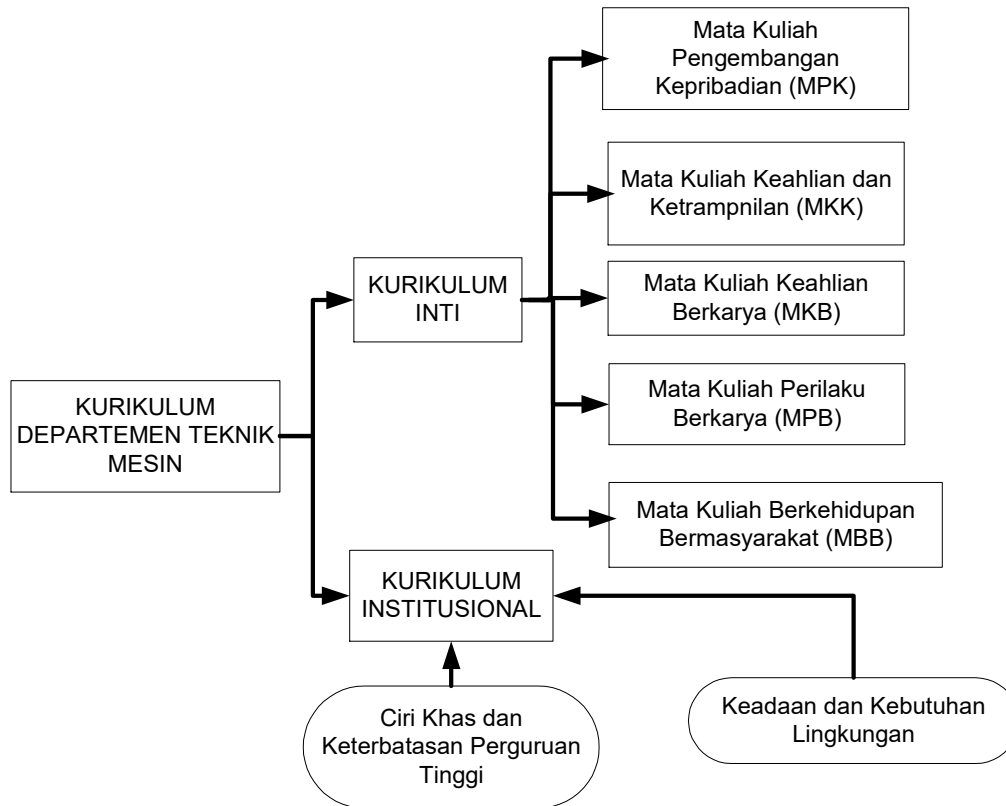 Mata Kuliah
Pengembangan
Kepribadian (MPK)
Mata Kuliah Keahlian dan
Ketrampnilan (MKK)
KURIKULUM
INTI
Mata Kuliah Keahlian
Berkarya (MKB)
KURIKULUM
DEPARTEMEN TEKNIK
MESIN
Mata Kuliah Perilaku
Berkarya (MPB)
Mata Kuliah Berkehidupan
Bermasyarakat (MBB)
KURIKULUM
INSTITUSIONAL
Ciri Khas dan
Keterbatasan Perguruan
Tinggi
Keadaan dan Kebutuhan
Lingkungan